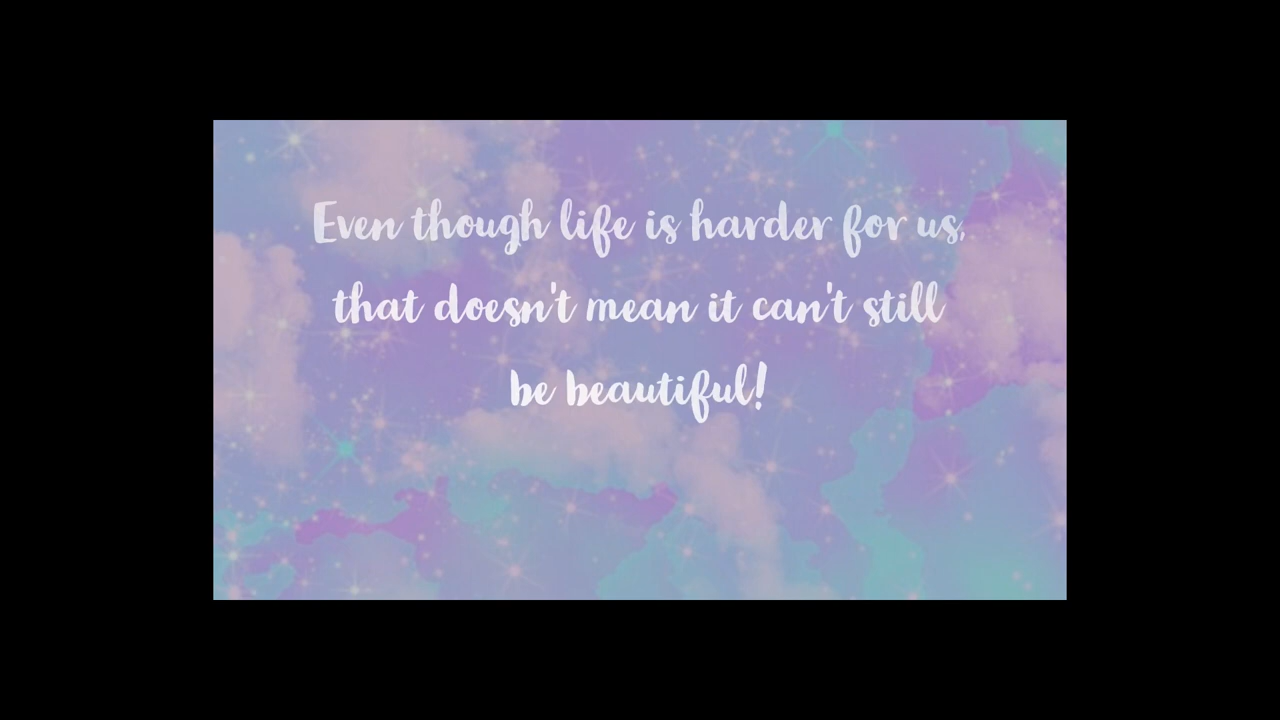 Even though life is harder for us,
that doesn't mean it can't still
be beautiful!